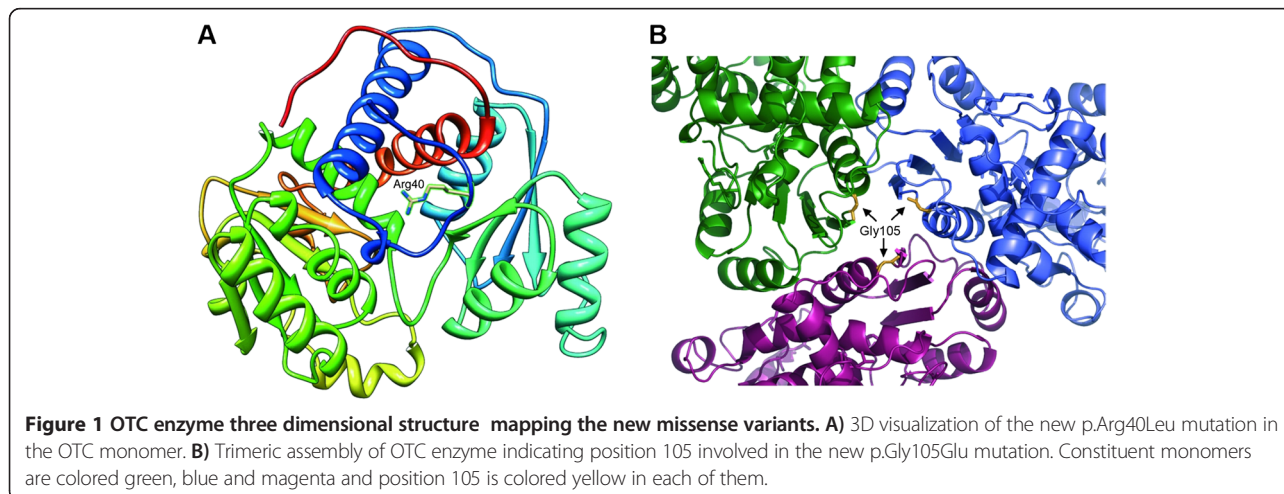 A
B
Arg40
Gly105
Figure 1 OTC enzyme three dimensional structure mapping the new missense variants. A) 3D visualization of the new p.Arg40Leu mutation in
the OTC monomer. B) Trimeric assembly of OTC enzyme indicating position 105 involved in the new p.Gly105Glu mutation. Constituent monomers
are colored green, blue and magenta and position 105 is colored yellow in each of them.